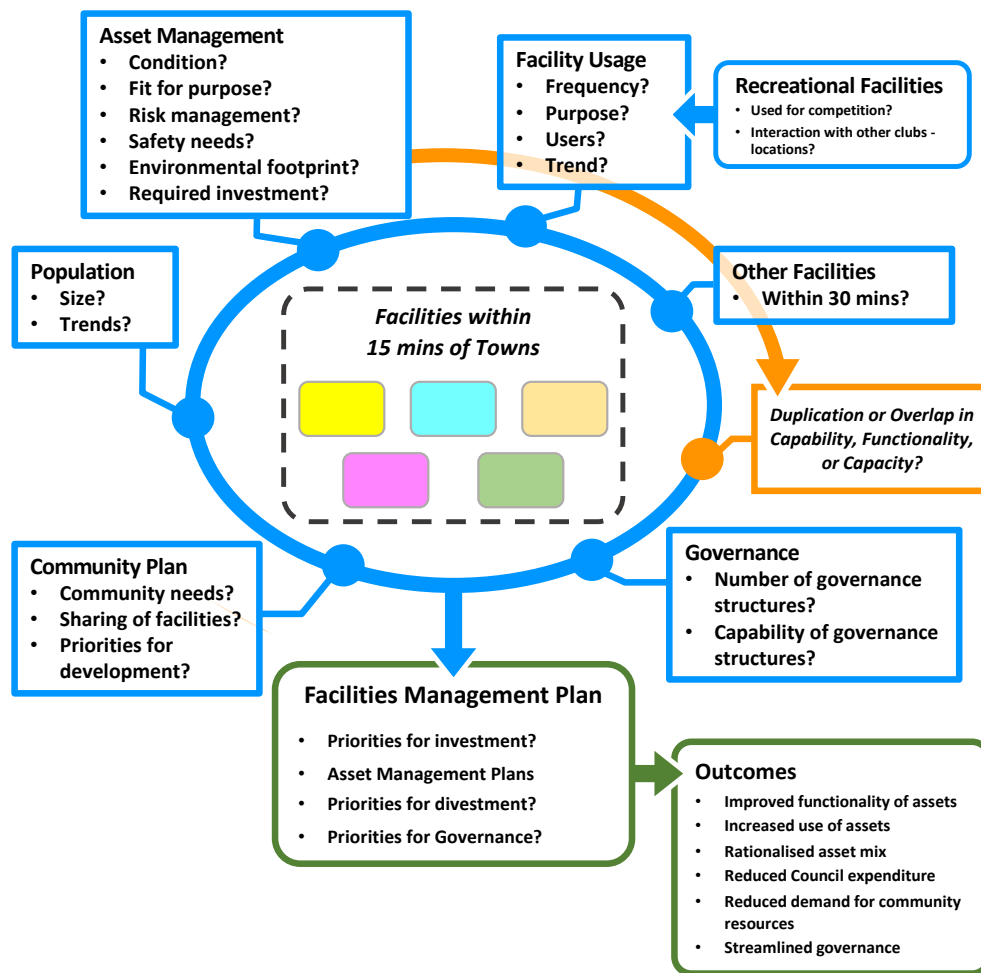 Asset Management
• Condition?
• Fit for purpose?
• Risk management?
• Safety needs?
• Environmental footprint?
• Required investment?
Facility Usage
• Frequency?
• Purpose?
• Users?
• Trend?
Recreational Facilities
• Used for competition?
• Interaction with other clubs -
locations?
Population
• Size?
• Trends?
Other Facilities
• Within 30 mins?
Facilities within
15 mins of Towns
Duplication or Overlap in
Capability, Functionality,
or Capacity?
Community Plan
• Community needs?
• Sharing of facilities?
• Priorities for
development?
Governance
• Number of governance
structures?
• Capability of governance
structures?
Facilities Management Plan
• Priorities for investment?
• Asset Management Plans
• Priorities for divestment?
• Priorities for Governance?
Outcomes
• Improved functionality of assets
• Increased use of assets
• Rationalised asset mix
• Reduced Council expenditure
• Reduced demand for community
resources
• Streamlined governance